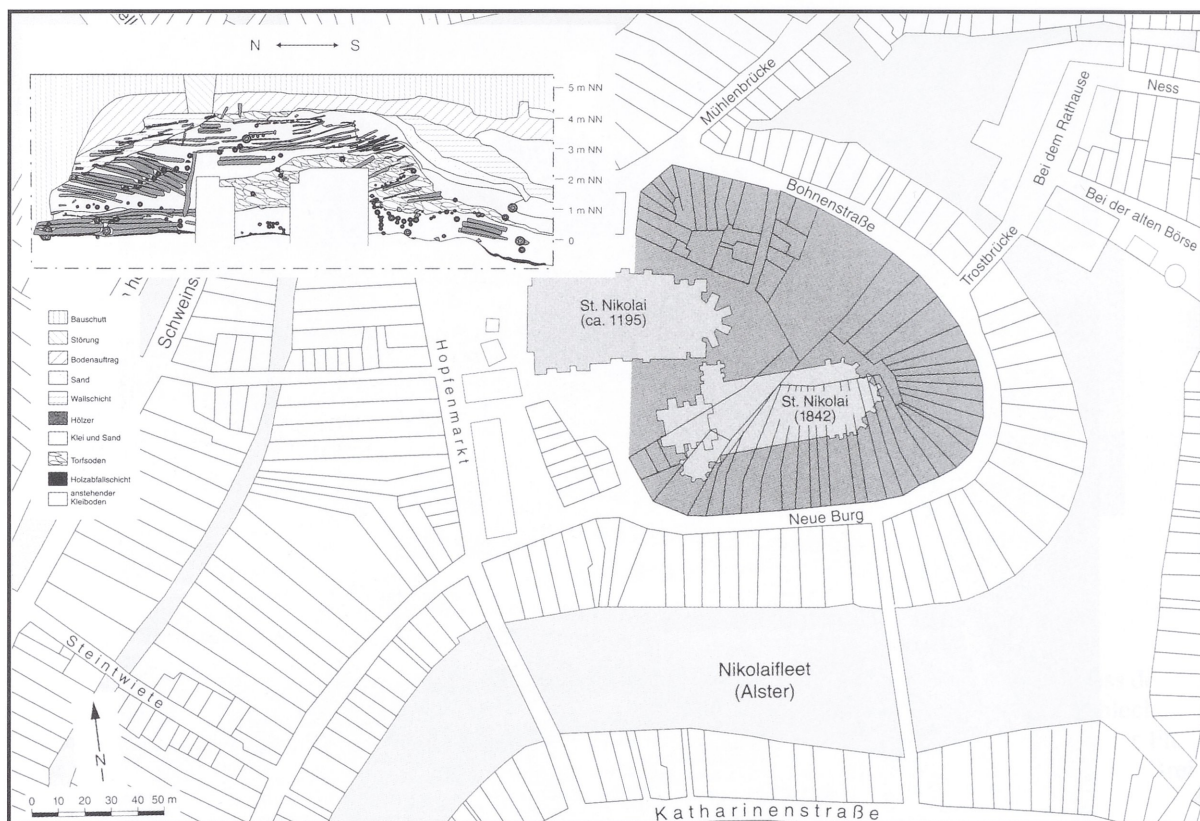 N S
5 m NN
4 m NN
3 m NN
2 m NN
1 m NN
0
Bauschutt
Störung
Bodenauftrag
Sand
Wallschicht
Hölzer
Klei und Sand
Torfsoden
Holzabfallschicht
anstehender
Kleiboden
Mühlenbrücke
Ness
Bei dem Rathause
Bei der alten Börse
Bohnenstraße
Trostbrücke
Schweins
St. Nikolai
(ca. 1195)
Hopfenmarkt
St. Nikolai
(1842)
Neue Burg
Steintwiete
Nikolaifleet
(Alster)
N
0 10 20 30 40 50 m
Katharinenstraße